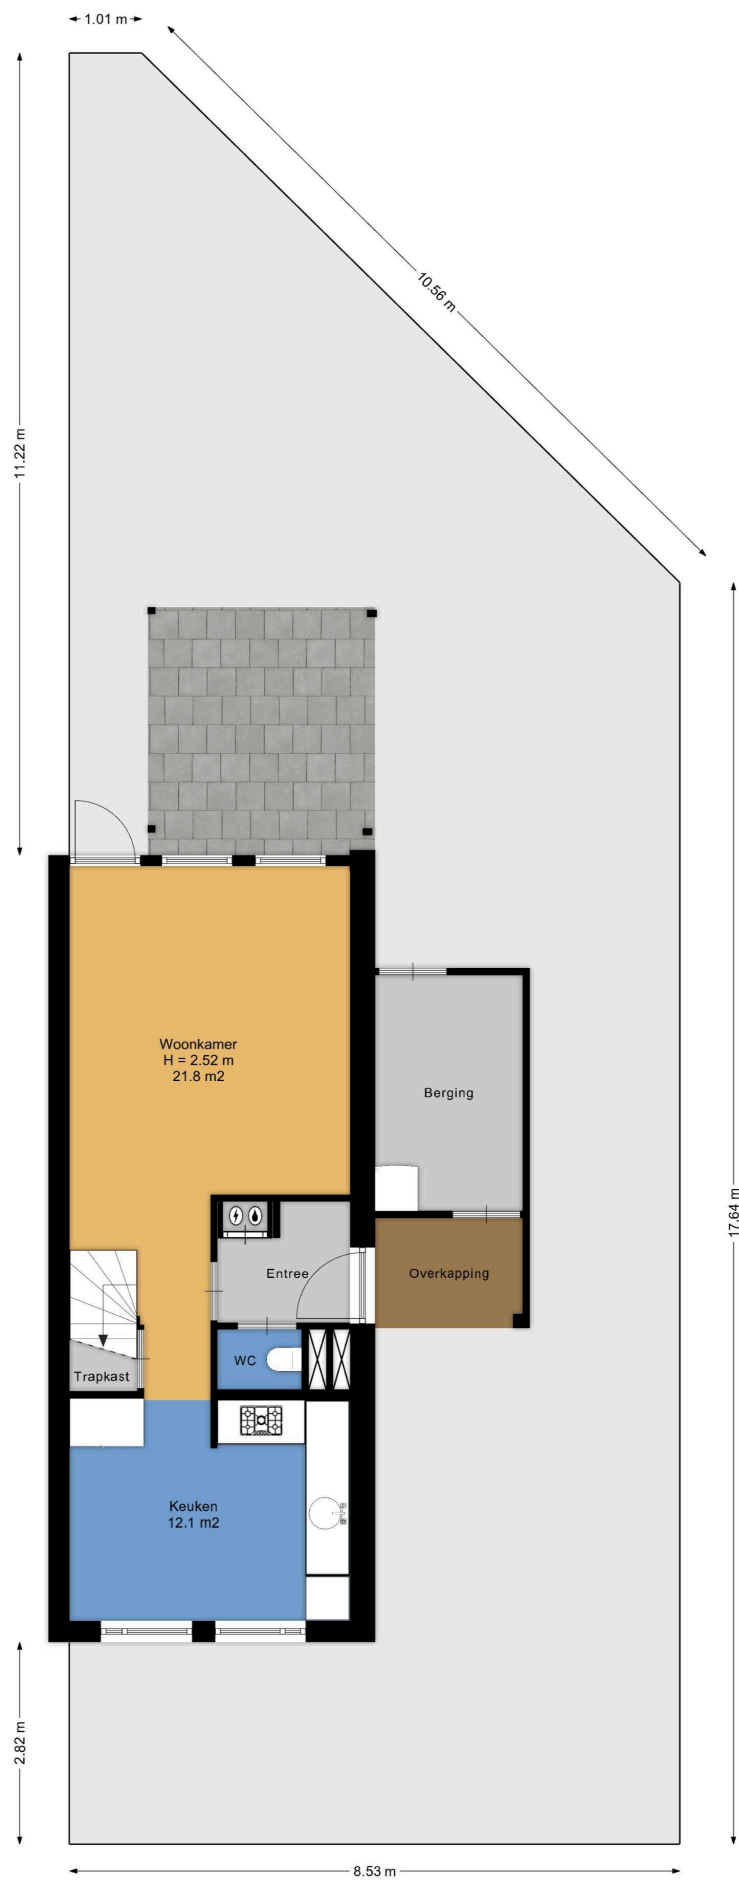 1.01 m
10.56 m
11.22 m
Woonkamer
H = 2.52 m
21.8 m2
Berging
17.64 m
Entree
Overkapping
WC
Trapkast
Keuken
12.1 m2
2.82 m
8.53 m